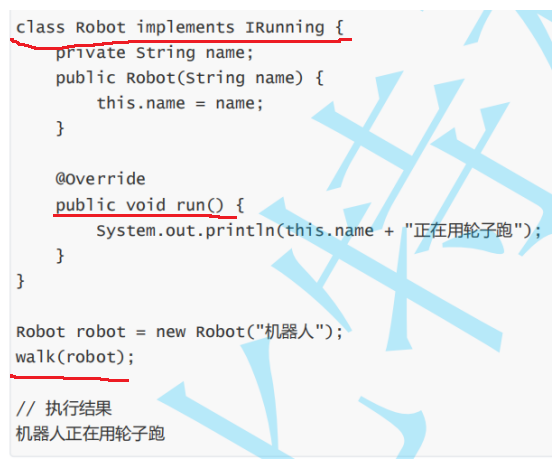 class Robot implements IRunning {
    private String name;
    public Robot(String name) {
        this.name = name;
    }

    @Override
    public void run() {
        System.out.println(this.name + "正在用轮子跑");
    }
}

Robot robot = new Robot("机器人");
walk(robot);

// 执行结果
机器人正在用轮子跑